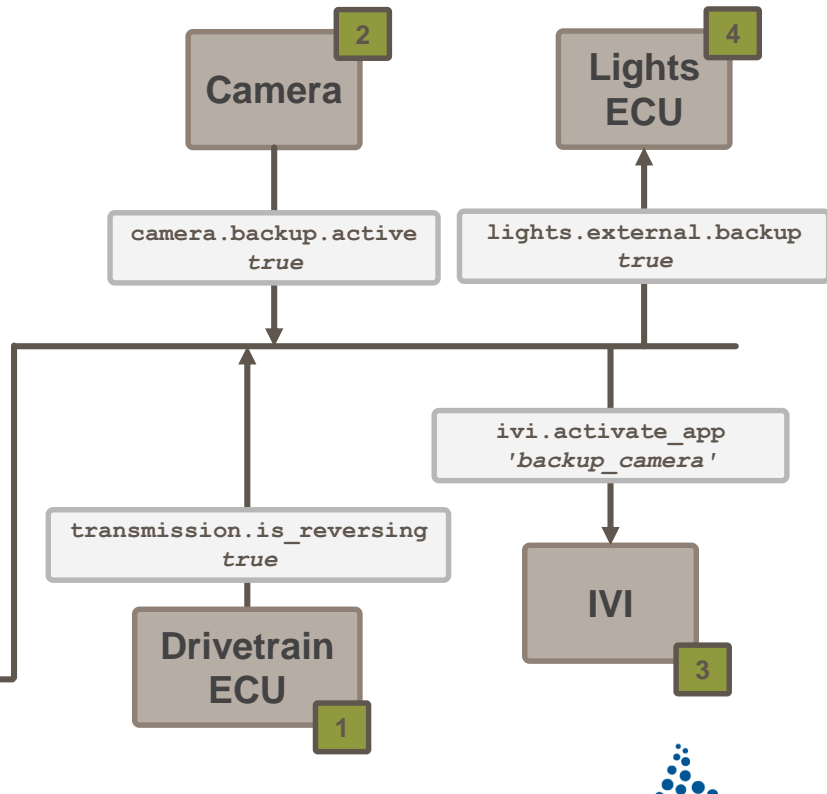 2
Camera
4
Lights
ECU
camera.backup.active
true
lights.external.backup
true
ivi.activate_app
'backup_camera'
transmission.is_reversing
true
IVI
3
Drivetrain
ECU
1